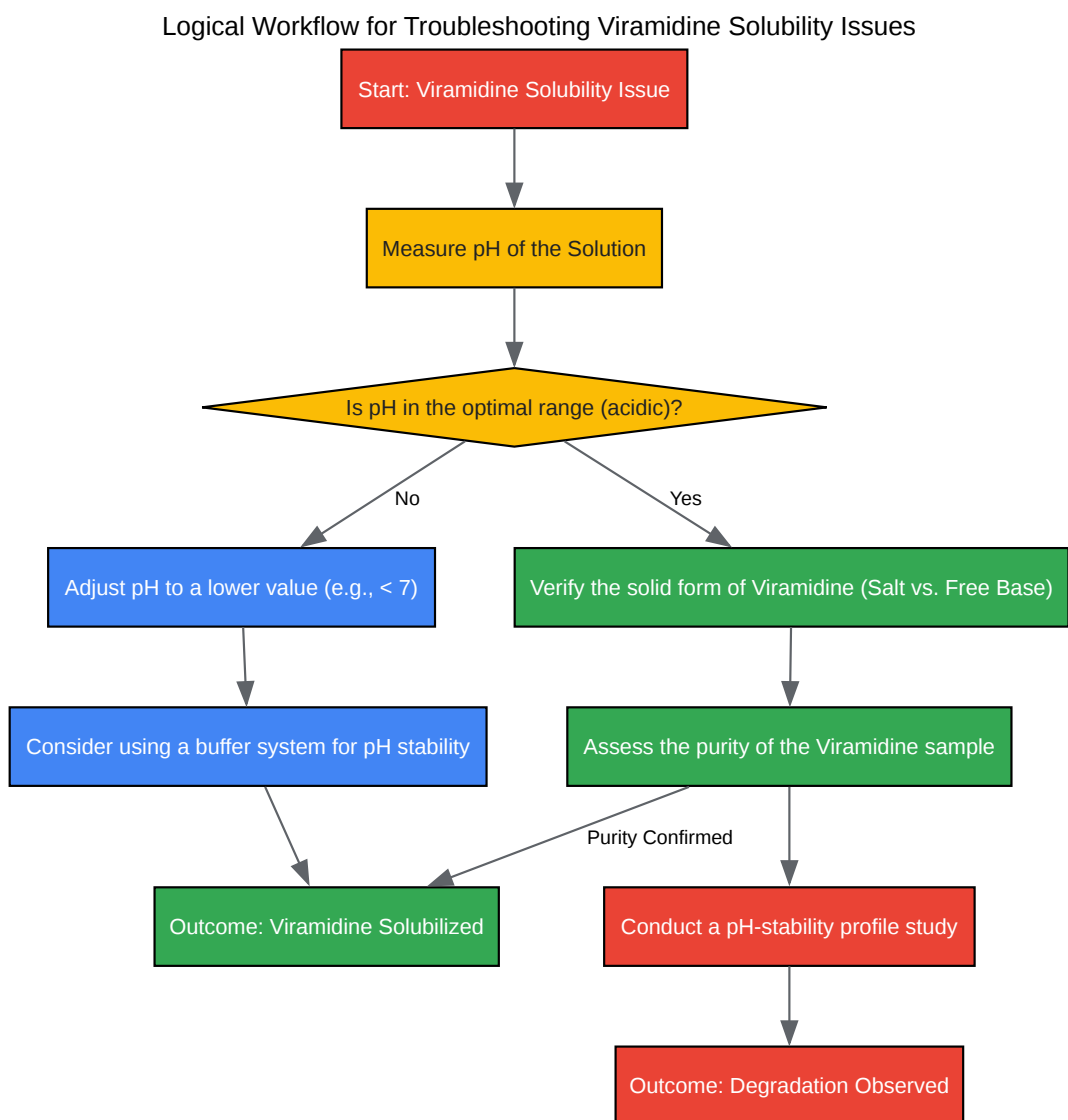 Logical Workflow for Troubleshooting Viramidine Solubility Issues
Start: Viramidine Solubility Issue
Measure pH of the Solution
Is pH in the optimal range (acidic)?
No
Yes
Adjust pH to a lower value (e.g., < 7)
Verify the solid form of Viramidine (Salt vs. Free Base)
Consider using a buffer system for pH stability
Assess the purity of the Viramidine sample
Purity Confirmed
Outcome: Viramidine Solubilized
Conduct a pH-stability profile study
Outcome: Degradation Observed